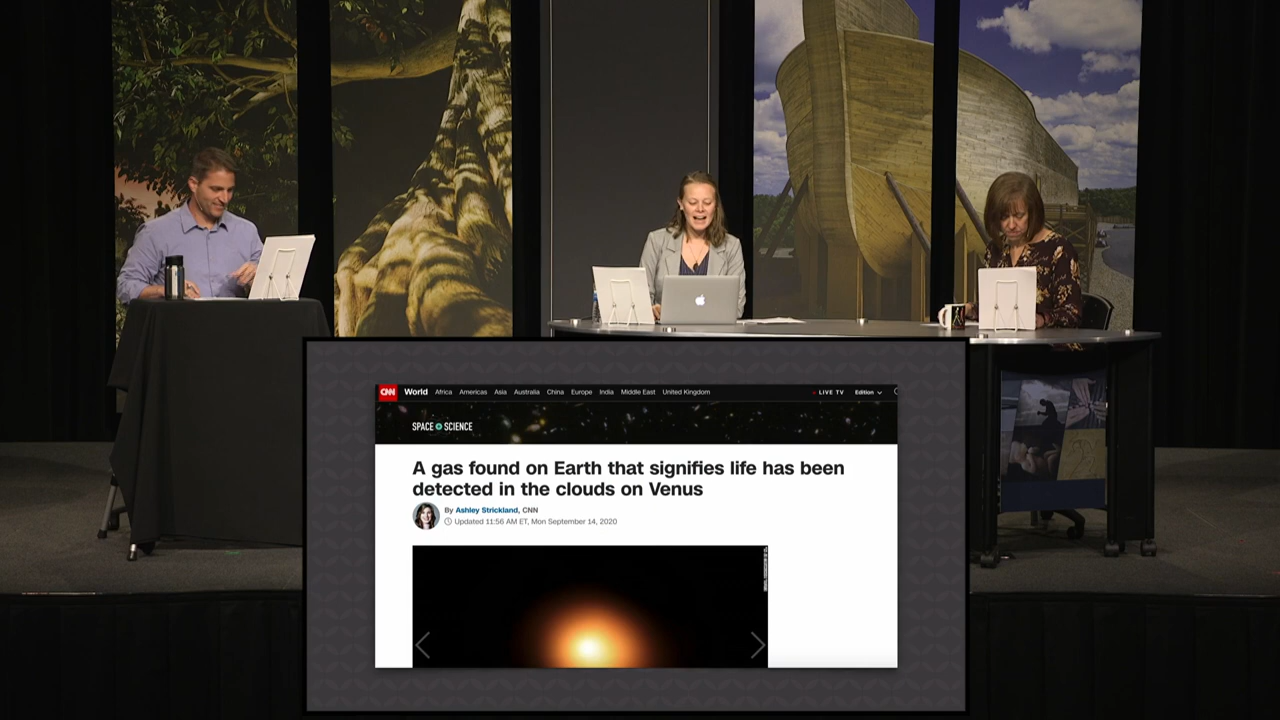 CNN World Africa Americas Asia Australia China Europe India Middle East United Kingdom LIVE TV Edition
SPACE + SCIENCE
A gas found on Earth that signifies life has been
detected in the clouds on Venus
By Ashley Strickland, CNN
Updated 11:56 AM ET, Mon September 14, 2020